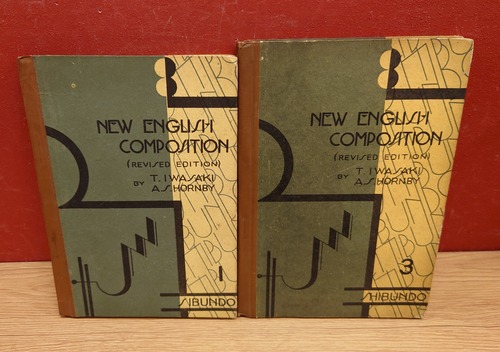 NEW ENGLISH
COMPOSITION
(REVISED EDITION)
BY T. IWASAKI
A.S. HORNBY
1
SIBUNDO
NEW ENGLISH
COMPOSITION
(REVISED EDITION)
BY T. IWASAKI
A.S. HORNBY
3
SHIBUNDO